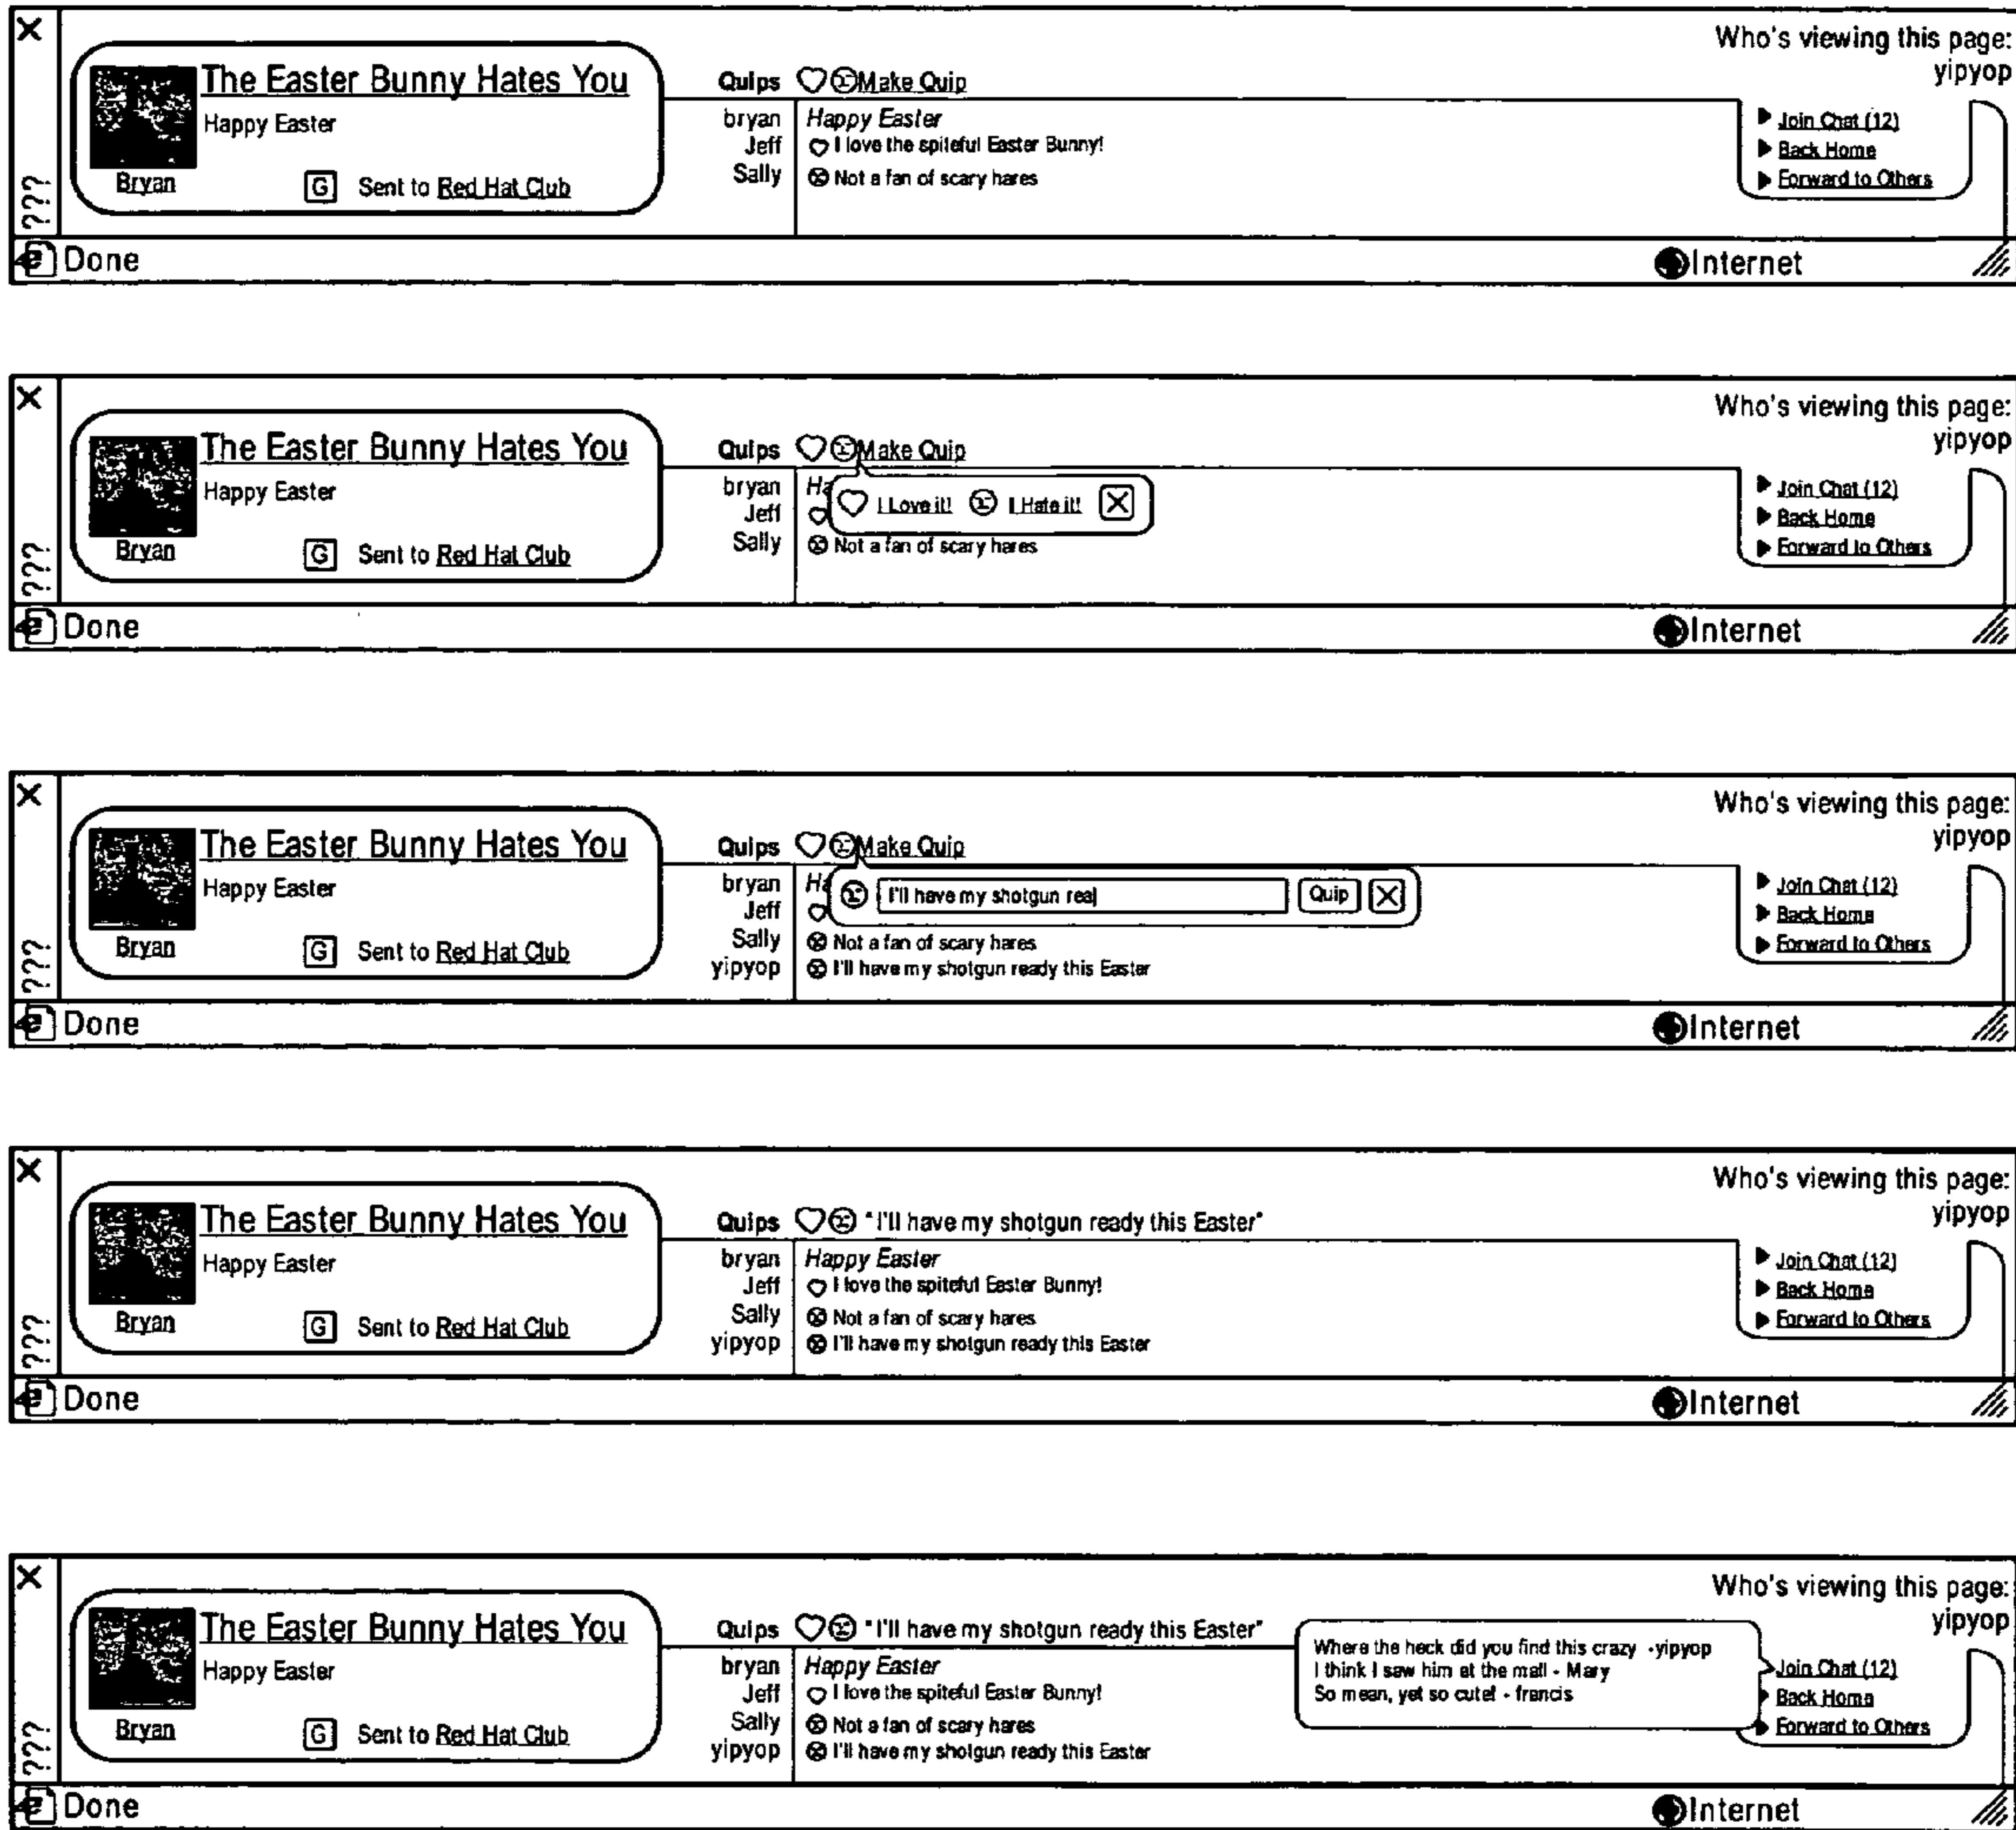 Who's viewing this page:
yipyop
The Easter Bunny Hates You
Happy Easter
Bryan
G Sent to Red Hat Club
???
Quips Make Quip
bryan Happy Easter
Jeff I love the spiteful Easter Bunny!
Sally Not a fan of scary hares
Join Chat (12)
Back Home
Forward to Others
Done
Internet
Who's viewing this page:
yipyop
The Easter Bunny Hates You
Happy Easter
Bryan
G Sent to Red Hat Club
???
Quips Make Quip
bryan Ha
I Love it! I Hate it!
Jeff
Sally Not a fan of scary hares
Join Chat (12)
Back Home
Forward to Others
Done
Internet
Who's viewing this page:
yipyop
The Easter Bunny Hates You
Happy Easter
Bryan
G Sent to Red Hat Club
???
Quips Make Quip
bryan Ha
I'll have my shotgun rea Quip
Jeff
Sally Not a fan of scary hares
yipyop I'll have my shotgun ready this Easter
Join Chat (12)
Back Home
Forward to Others
Done
Internet
Who's viewing this page:
yipyop
The Easter Bunny Hates You
Happy Easter
Bryan
G Sent to Red Hat Club
???
Quips "I'll have my shotgun ready this Easter"
bryan Happy Easter
Jeff I love the spiteful Easter Bunny!
Sally Not a fan of scary hares
yipyop I'll have my shotgun ready this Easter
Join Chat (12)
Back Home
Forward to Others
Done
Internet
Who's viewing this page:
yipyop
The Easter Bunny Hates You
Happy Easter
Bryan
G Sent to Red Hat Club
???
Quips "I'll have my shotgun ready this Easter"
bryan Happy Easter
Jeff I love the spiteful Easter Bunny!
Sally Not a fan of scary hares
yipyop I'll have my shotgun ready this Easter
Where the heck did you find this crazy -yipyop
I think I saw him at the mall - Mary
So mean, yet so cute! - francis
Join Chat (12)
Back Home
Forward to Others
Done
Internet